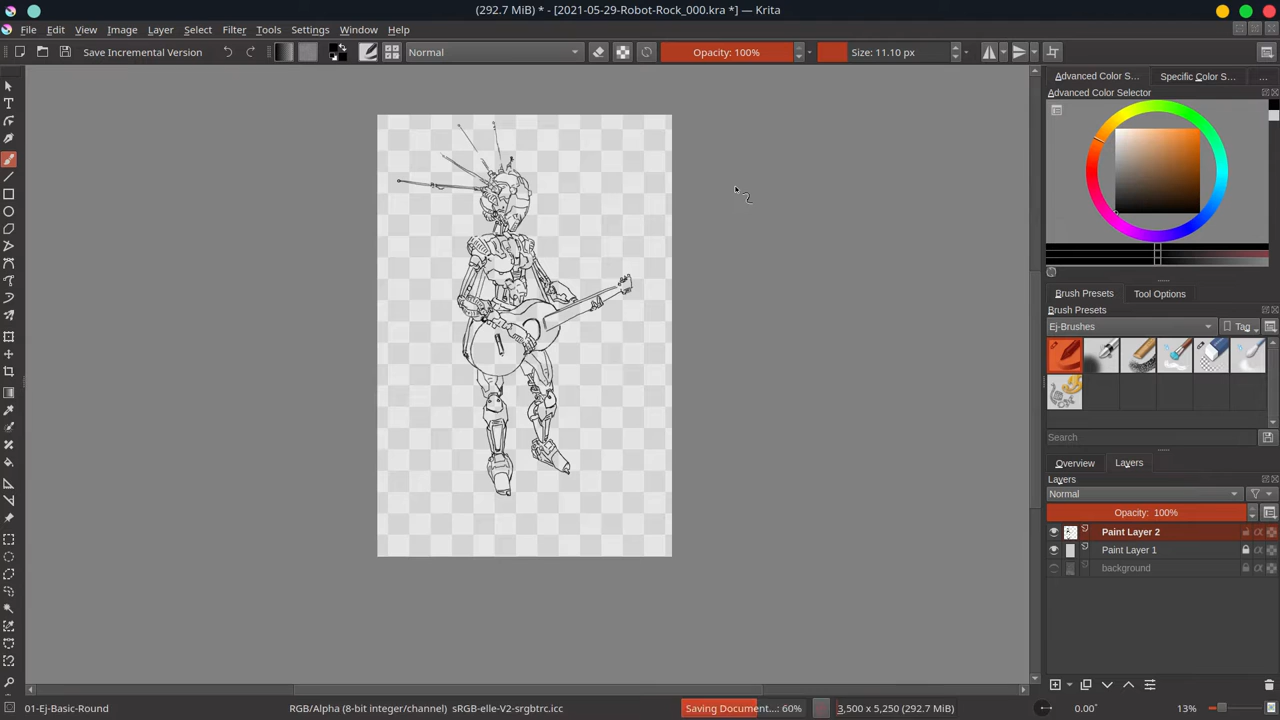 (292.7 MiB) * - [2021-05-29-Robot-Rock_000.kra *] — Krita
File Edit View Image Filter Layer Select Tools Settings Window Help
Save Incremental Version Normal Opacity: 100% Size: 11.10 px
Advanced Color S... Specific Color S... ...
Advanced Color Selector
Brush Presets Tool Options
Brush Presets
Ej-Brushes Tag
Search
Overview Layers
Layers
Normal
Opacity: 100%
Paint Layer 2
Paint Layer 1
background
01-Ej-Basic-Round RGB/Alpha (8-bit integer/channel) sRGB-elle-V2-srgbtrc.icc Saving Document...: 60% 3,500 x 5,250 (292.7 MiB) 0.00° 13%